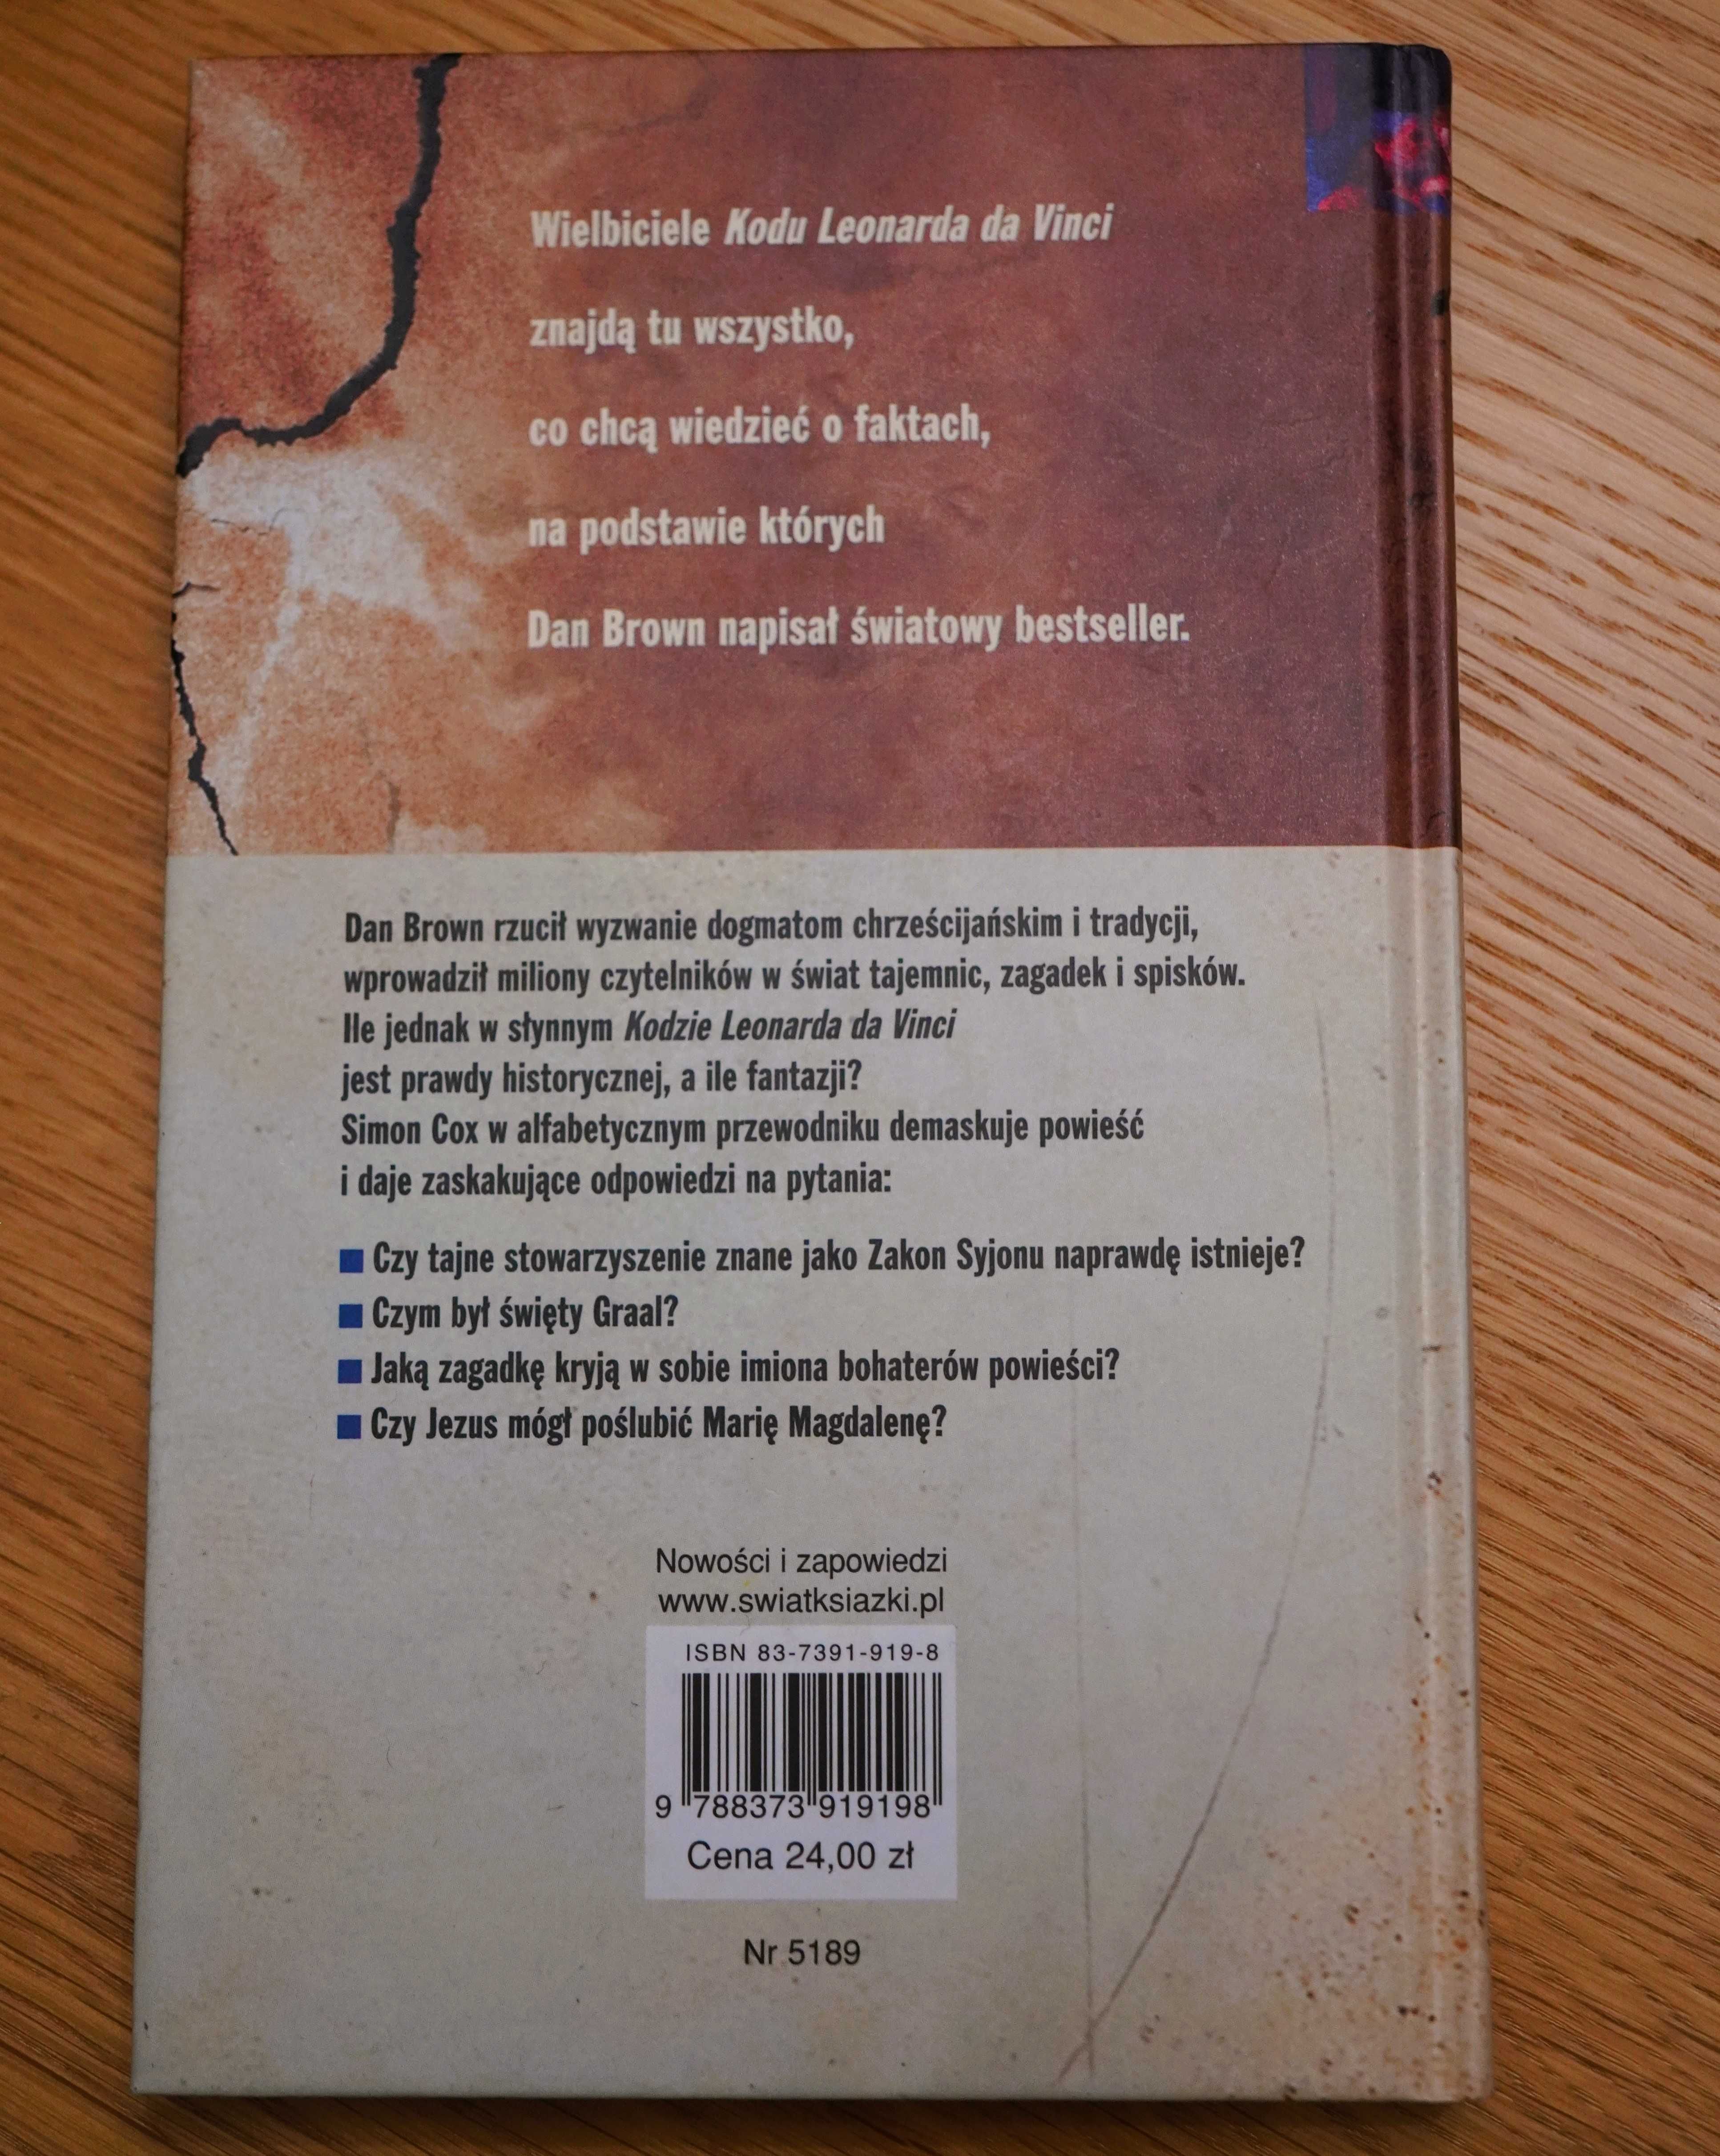 Wielbiciele Kodu Leonarda da Vinci
znajdą tu wszystko,
co chcą wiedzieć o faktach,
na podstawie których
Dan Brown napisał światowy bestseller.
Dan Brown rzucił wyzwanie dogmatom chrześcijańskim i tradycji,
wprowadził miliony czytelników w świat tajemnic, zagadek i spisków.
Ile jednak w słynnym Kodzie Leonarda da Vinci
jest prawdy historycznej, a ile fantazji?
Simon Cox w alfabetycznym przewodniku demaskuje powieść
i daje zaskakujące odpowiedzi na pytania:
■ Czy tajne stowarzyszenie znane jako Zakon Syjonu naprawdę istnieje?
■ Czym był święty Graal?
■ Jaką zagadkę kryją w sobie imiona bohaterów powieści?
■ Czy Jezus mógł poślubić Marię Magdalenę?
Nowości i zapowiedzi
www.swiatksiazki.pl
ISBN 83-7391-919-8
9 788373 919198
Cena 24,00 zł
Nr 5189